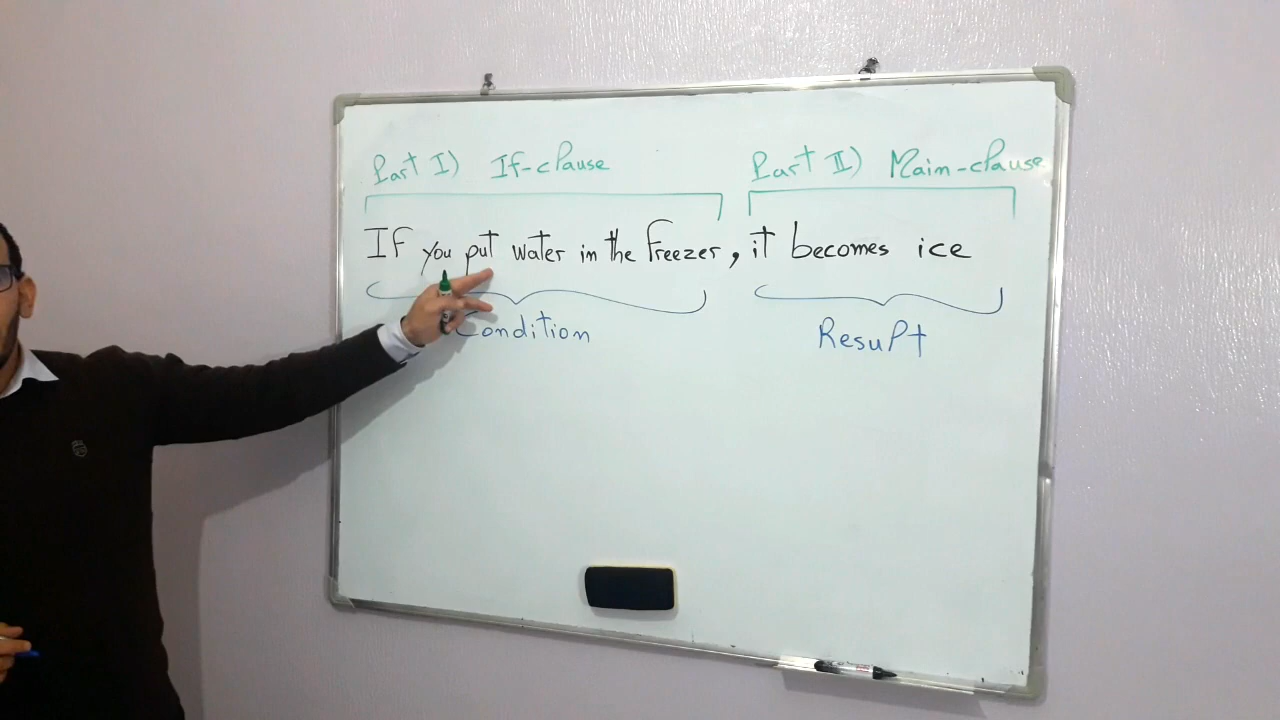 Part I) If-clause Part II) Main-clause
If you put water in the freezer, it becomes ice
Condition Result